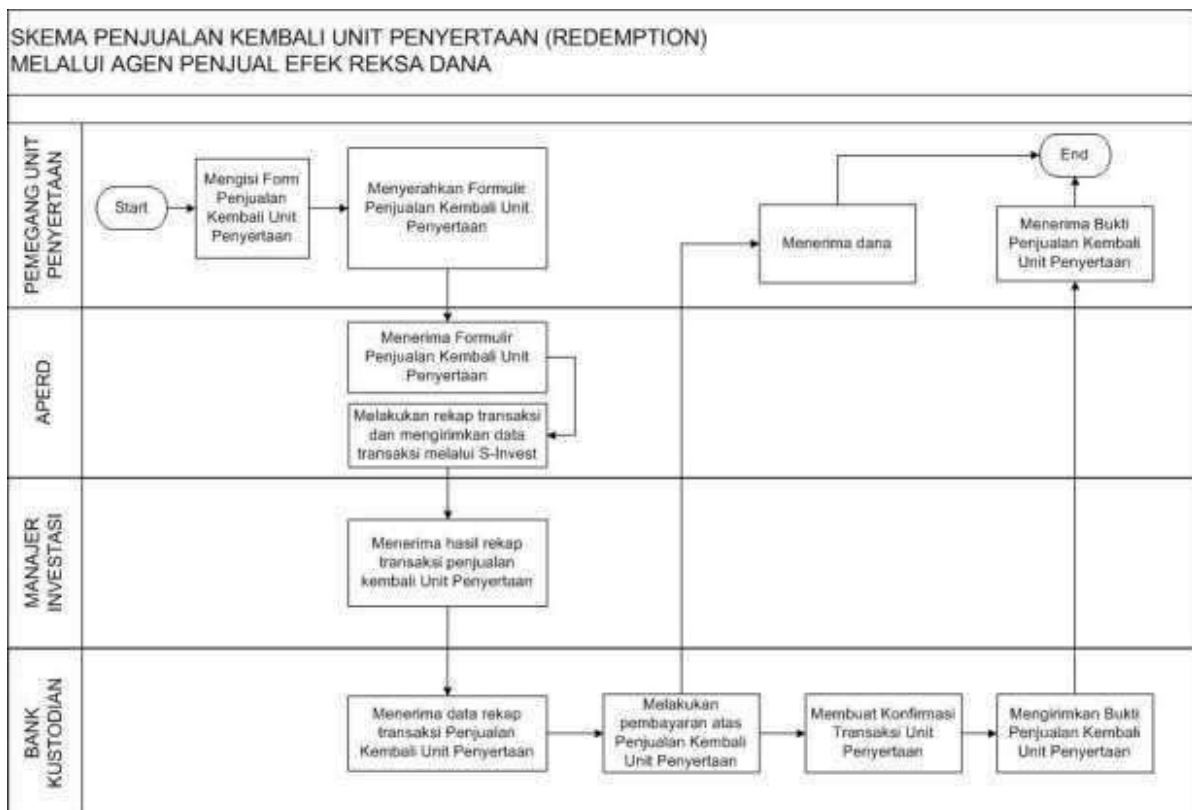 SKEMA PENJUALAN KEMBALI UNIT PENYERTAAN (REDEMPTION)
MELALUI AGEN PENJUAL EFEK REKSA DANA
PEMEGANG UNIT
PENYERTAAN
Start
Mengisi Form
Penjualan
Kembali Unit
Penyertaan
Menyerahkan Formulir
Penjualan Kembali Unit
Penyertaan
Menerima dana
End
Menerima Bukti
Penjualan Kembali
Unit Penyertaan
APERD
Menerima Formulir
Penjualan Kembali Unit
Penyertaan
Melakukan rekap transaksi
dan mengirimkan data
transaksi melalui S-Invest
MANAJER
INVESTASI
Menerima hasil rekap
transaksi penjualan
kembali Unit Penyertaan
BANK
KUSTODIAN
Menerima data rekap
transaksi Penjualan
Kembali Unit Penyertaan
Melakukan
pembayaran atas
Penjualan Kembali
Unit Penyertaan
Membuat Konfirmasi
Transaksi Unit
Penyertaan
Mengirimkan Bukti
Penjualan Kembali
Unit Penyertaan